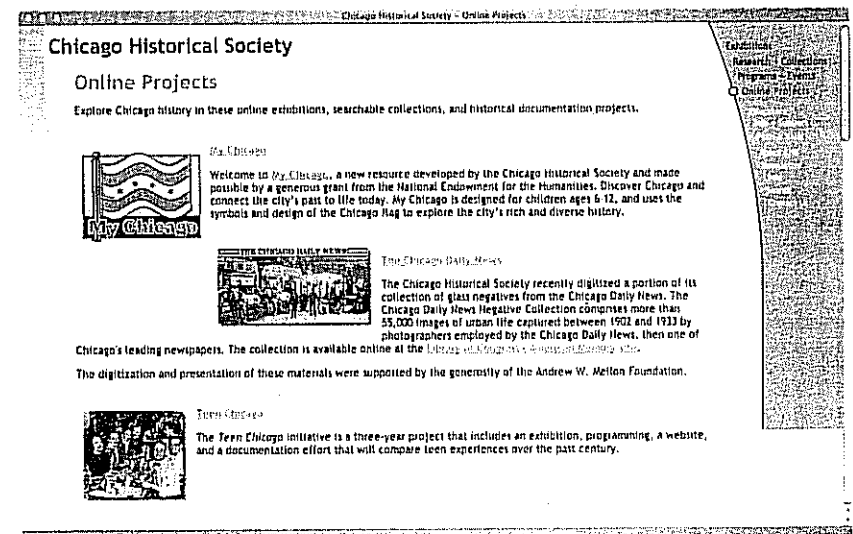 Chicago Historical Society - Online Projects
Chicago Historical Society
Online Projects
Explore Chicago history in these online exhibitions, searchable collections, and historical documentation projects.
Exhibitions
Research - Collections
Programs - Events
Online Projects
My Chicago
Welcome to My Chicago, a new resource developed by the Chicago Historical Society and made
possible by a generous grant from the National Endowment for the Humanities. Discover Chicago and
connect the city's past to life today. My Chicago is designed for children ages 6-12, and uses the
symbols and design of the Chicago flag to explore the city's rich and diverse history.
My Chicago
THE CHICAGO DAILY NEWS
The Chicago Daily News
The Chicago Historical Society recently digitized a portion of its
collection of glass negatives from the Chicago Daily News. The
Chicago Daily News Negative Collection comprises more than
55,000 images of urban life captured between 1902 and 1933 by
photographers employed by the Chicago Daily News, then one of
Chicago's leading newspapers. The collection is available online at the Library of Congress's American Memory site.
The digitization and presentation of these materials were supported by the generosity of the Andrew W. Mellon Foundation.
Teen Chicago
The Teen Chicago initiative is a three-year project that includes an exhibition, programming, a website,
and a documentation effort that will compare teen experiences over the past century.